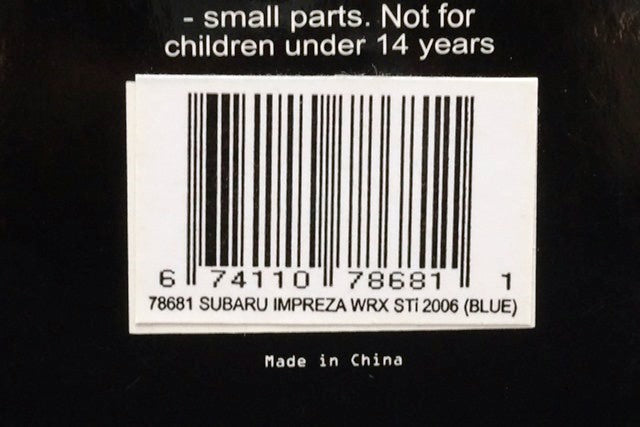 - small parts. Not for
children under 14 years
6 74110 78681 1
78681 SUBARU IMPREZA WRX STi 2006 (BLUE)
Made in China